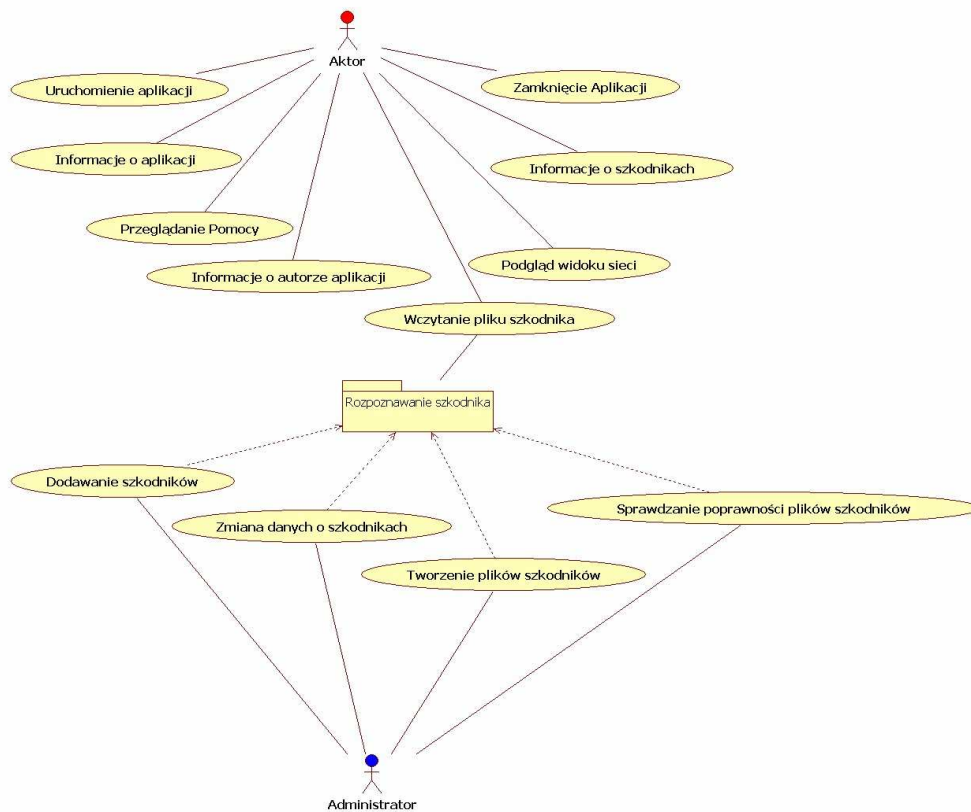 Aktor
Uruchomienie aplikacji
Zamknięcie Aplikacji
Informacje o aplikacji
Informacje o szkodnikach
Przeglądanie Pomocy
Informacje o autorze aplikacji
Podgląd widoku sieci
Wczytanie pliku szkodnika
Rozpoznawanie szkodnika
Dodawanie szkodników
Zmiana danych o szkodnikach
Sprawdzanie poprawności plików szkodników
Tworzenie plików szkodników
Administrator